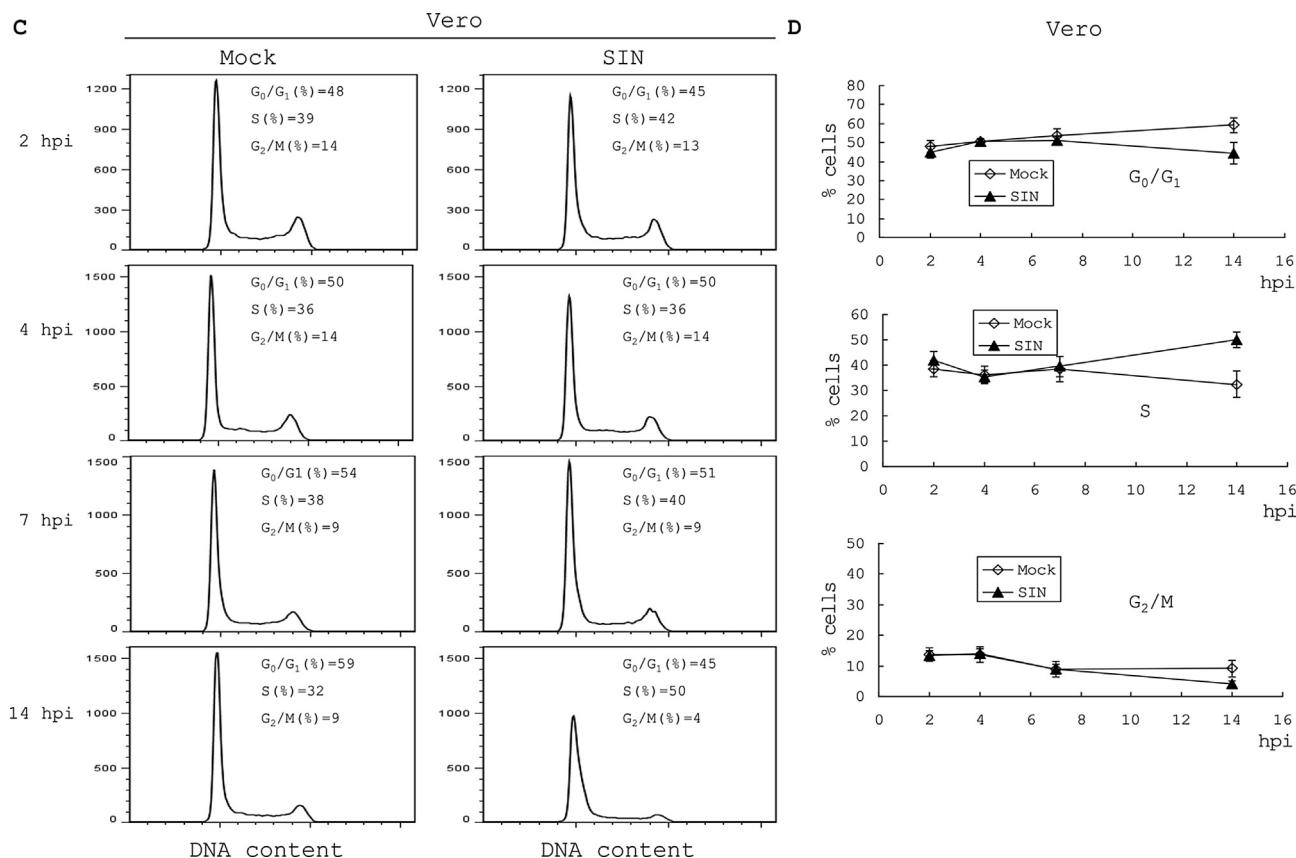 C
Vero
Mock
SIN
2 hpi
1200
900
600
300
0
G₀/G₁(%)=48
S(%)=39
G₂/M(%)=14
1200
900
600
300
0
G₀/G₁(%)=45
S(%)=42
G₂/M(%)=13
4 hpi
1500
1000
500
0
G₀/G₁(%)=50
S(%)=36
G₂/M(%)=14
1500
1000
500
0
G₀/G₁(%)=50
S(%)=36
G₂/M(%)=14
7 hpi
1500
1000
500
0
G₀/G1(%)=54
S(%)=38
G₂/M(%)=9
1500
1000
500
0
G₀/G₁(%)=51
S(%)=40
G₂/M(%)=9
14 hpi
1500
1000
500
0
G₀/G₁(%)=59
S(%)=32
G₂/M(%)=9
1500
1000
500
0
G₀/G₁(%)=45
S(%)=50
G₂/M(%)=4
DNA content
DNA content
D
Vero
% cells
80
70
60
50
40
30
20
10
0
Mock
SIN
G₀/G₁
0 2 4 6 8 10 12 14 16
hpi
% cells
60
50
40
30
20
10
0
Mock
SIN
S
0 2 4 6 8 10 12 14 16
hpi
% cells
50
40
30
20
10
0
Mock
SIN
G₂/M
0 2 4 6 8 10 12 14 16
hpi